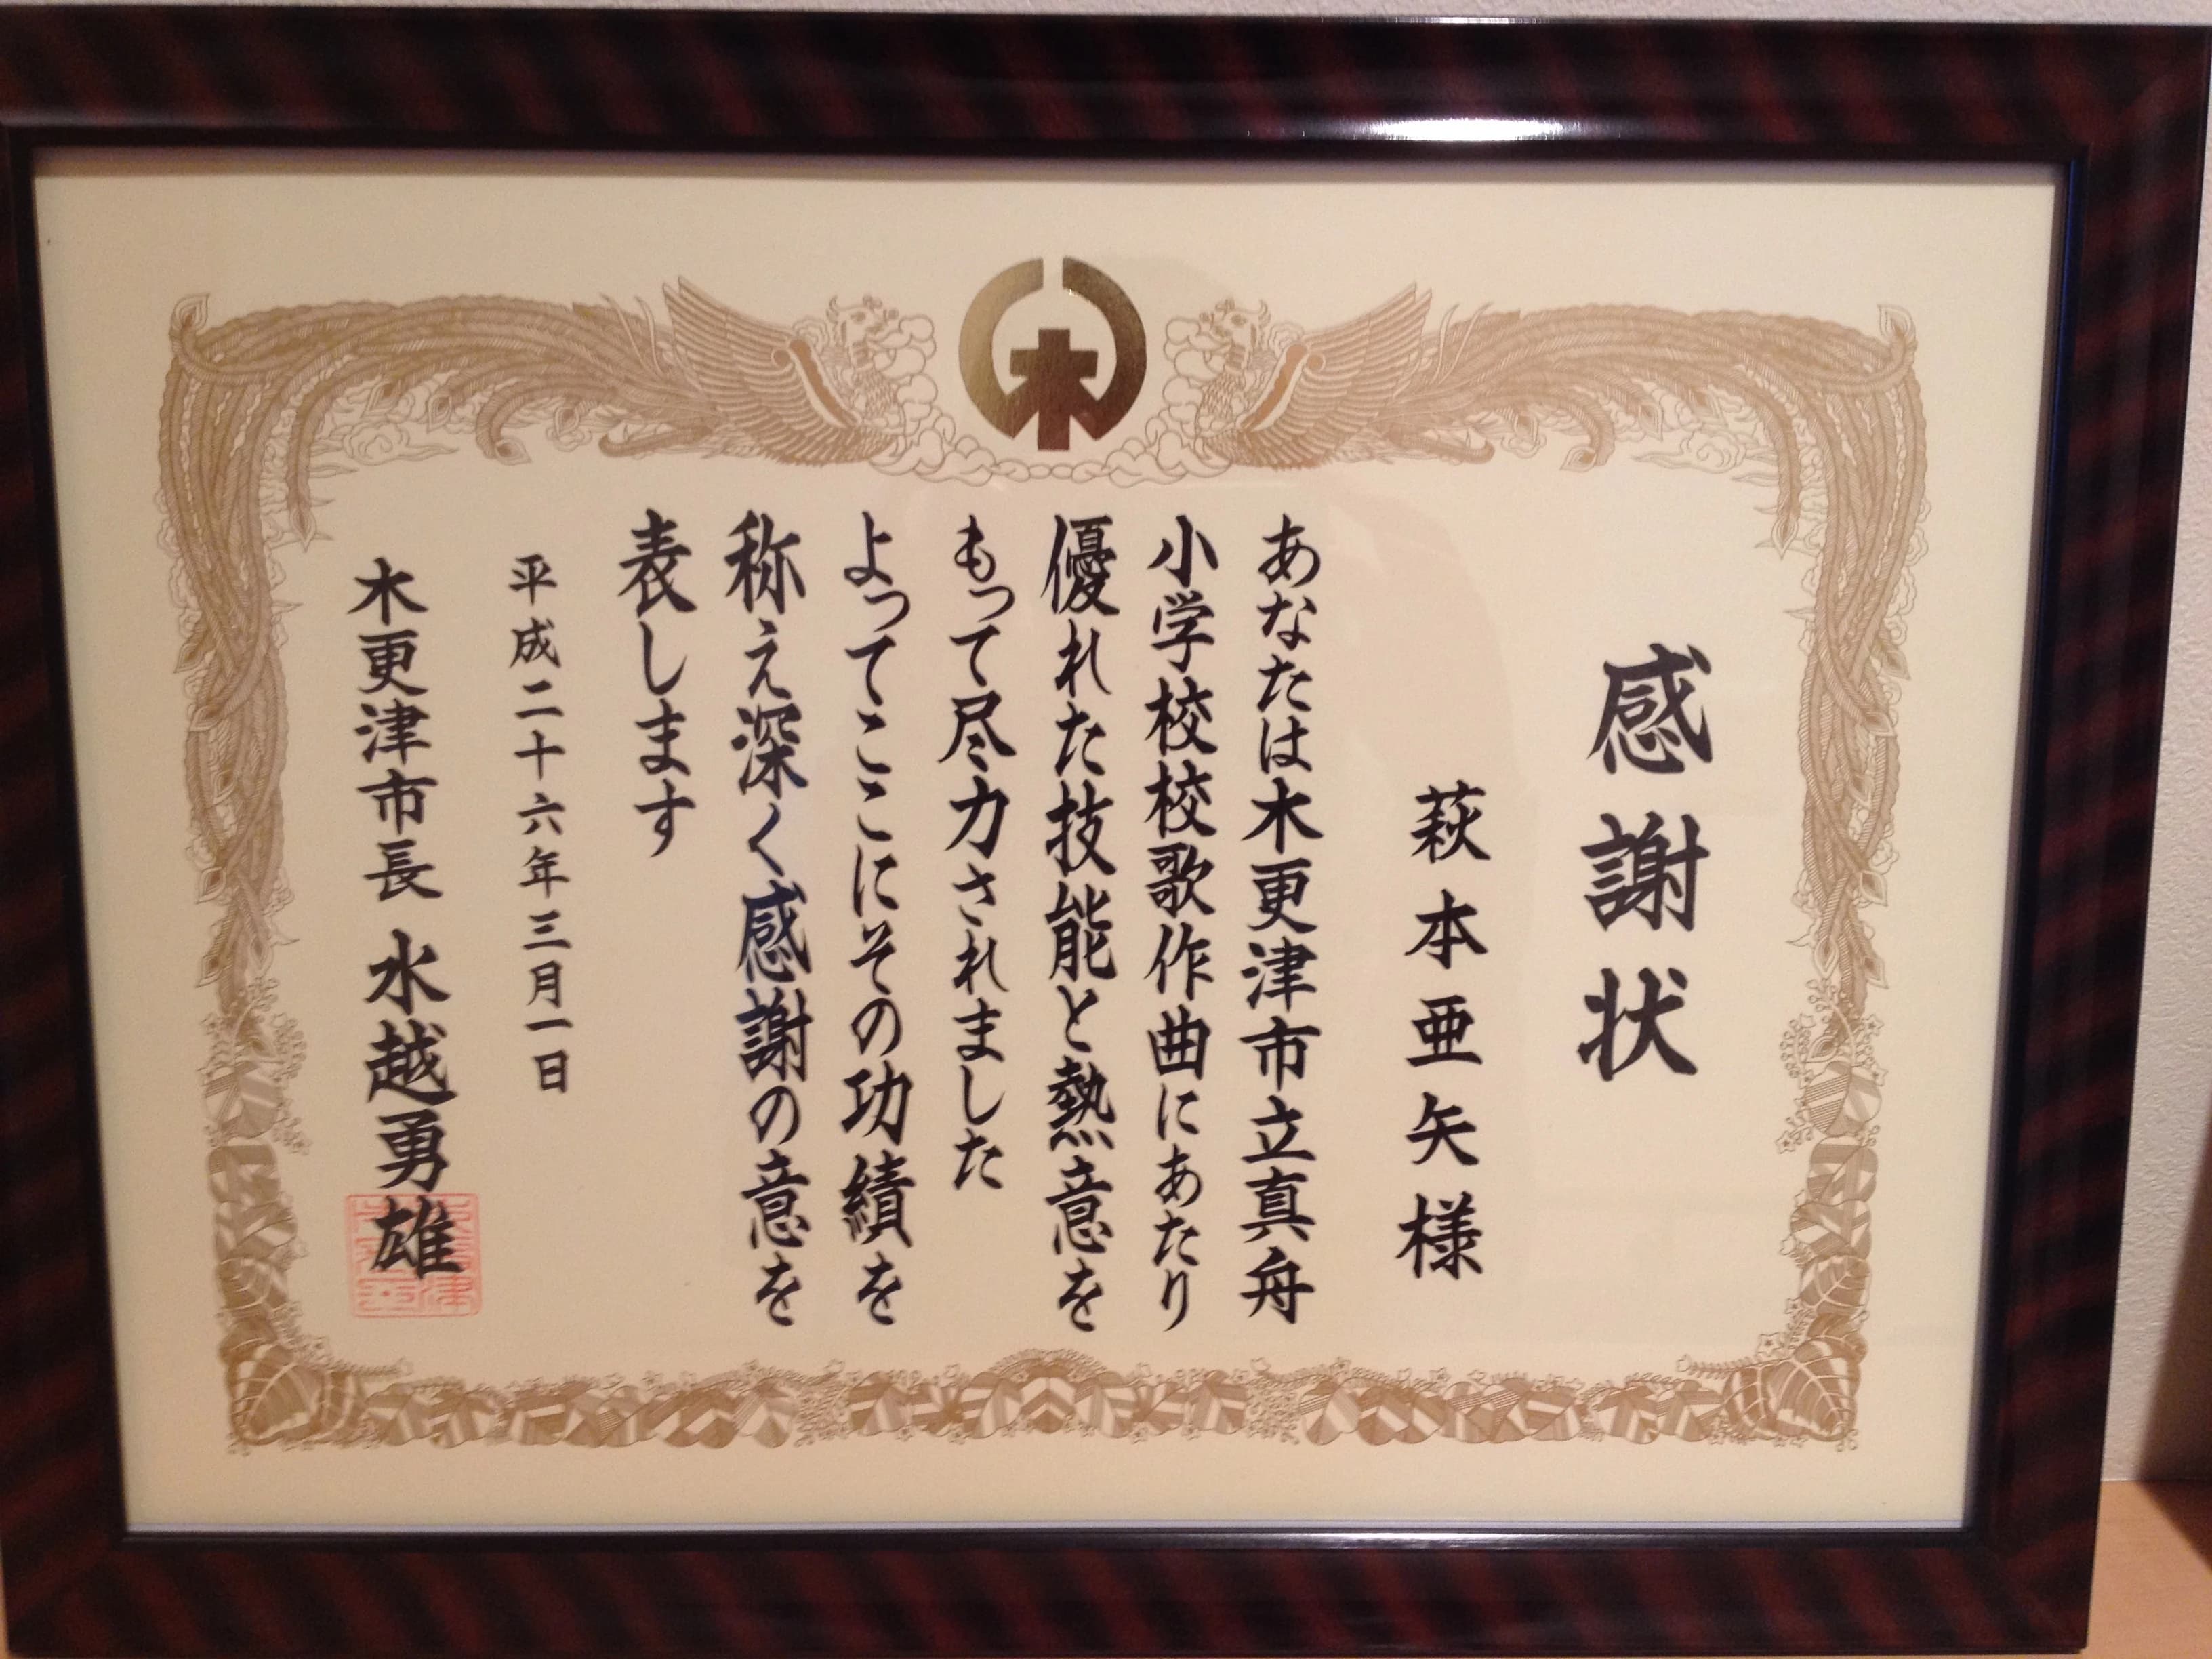 感謝状
萩本亜矢様
あなたは木更津市立真舟
小学校校歌作曲にあたり
優れた技能と熱意を
もって尽力されました
よってここにその功績を
称え深く感謝の意を
表します
平成二十六年三月一日
木更津市長 水越勇雄